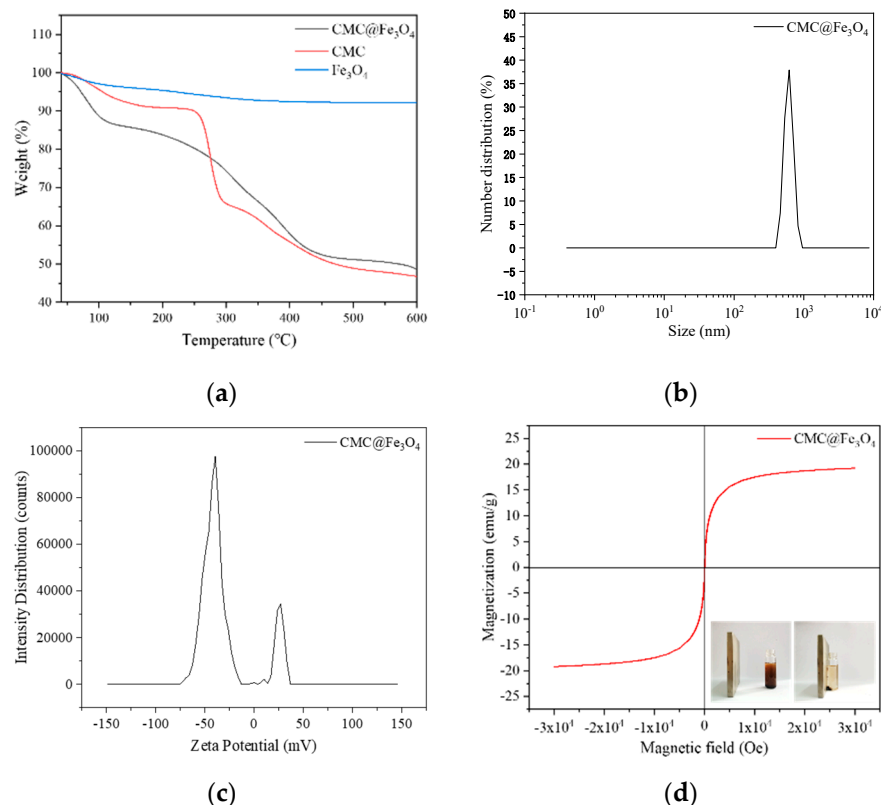 CMC@Fe₃O₄
CMC
Fe₃O₄
110
100
90
80
70
60
50
40
Weight (%)
100
200
300
400
500
600
Temperature (℃)
(a)
CMC@Fe₃O₄
50
45
40
35
30
25
20
15
10
5
0
-5
-10
Number distribution (%)
10⁻¹
10⁰
10¹
10²
10³
10⁴
Size (nm)
(b)
CMC@Fe₃O₄
100000
80000
60000
40000
20000
0
Intensity Distribution (counts)
-150
-100
-50
0
50
100
150
Zeta Potential (mV)
(c)
CMC@Fe₃O₄
25
20
15
10
5
0
-5
-10
-15
-20
-25
Magnetization (emu/g)
-3x10⁴
-2x10⁴
-1x10⁴
0
1x10⁴
2x10⁴
3x10⁴
Magnetic field (Oe)
(d)